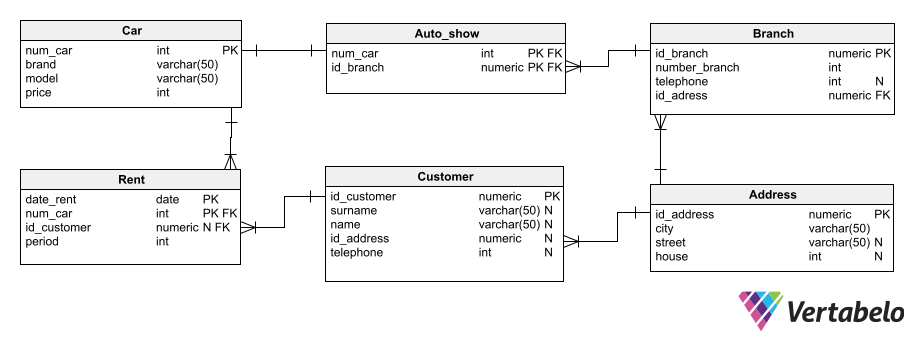 Car
num_car int PK
brand varchar(50)
model varchar(50)
price int
Auto_show
num_car int PK FK
id_branch numeric PK FK
Branch
id_branch numeric PK
number_branch int
telephone int N
id_adress numeric FK
Rent
date_rent date PK
num_car int PK FK
id_customer numeric N FK
period int
Customer
id_customer numeric PK
surname varchar(50) N
name varchar(50) N
id_address numeric N
telephone int N
Address
id_address numeric PK
city varchar(50)
street varchar(50) N
house int N
Vertabelo